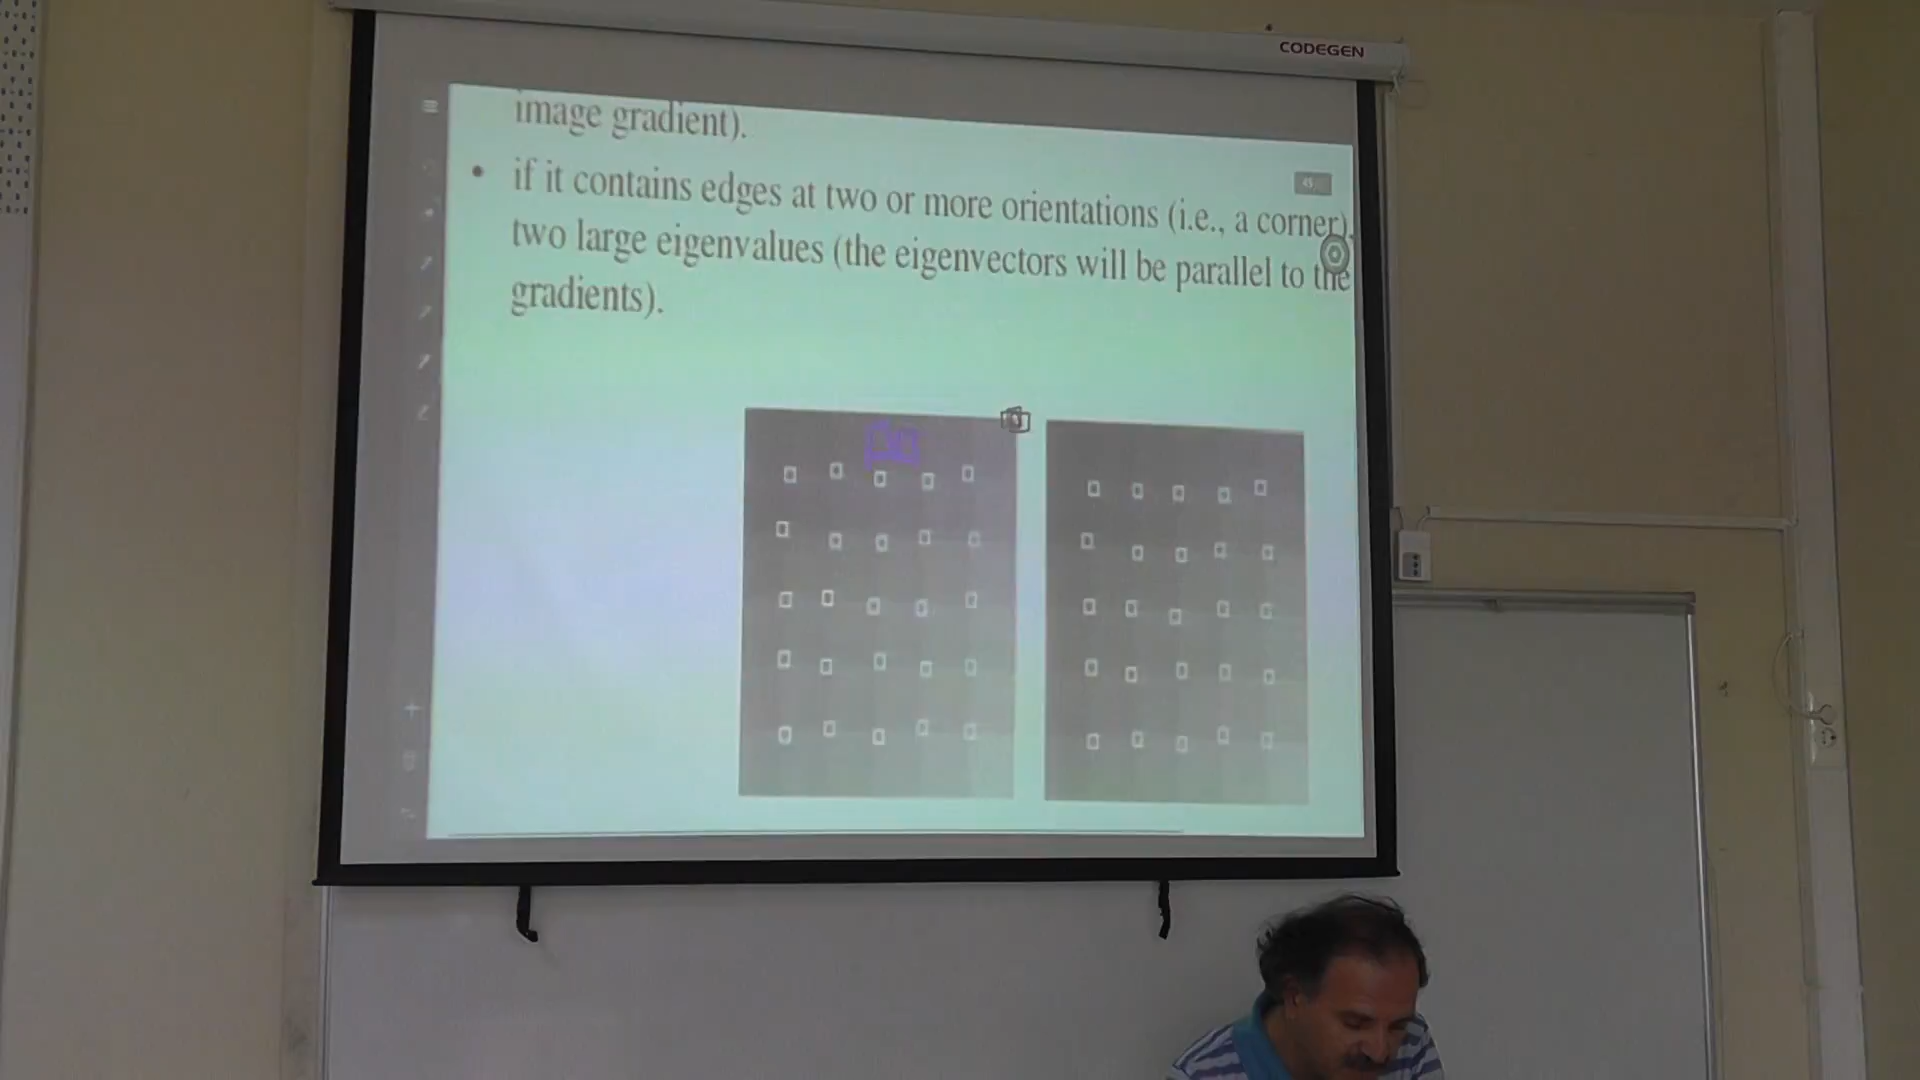 CODEGEN
image gradient).
45
• if it contains edges at two or more orientations (i.e., a corner),
two large eigenvalues (the eigenvectors will be parallel to the
gradients).